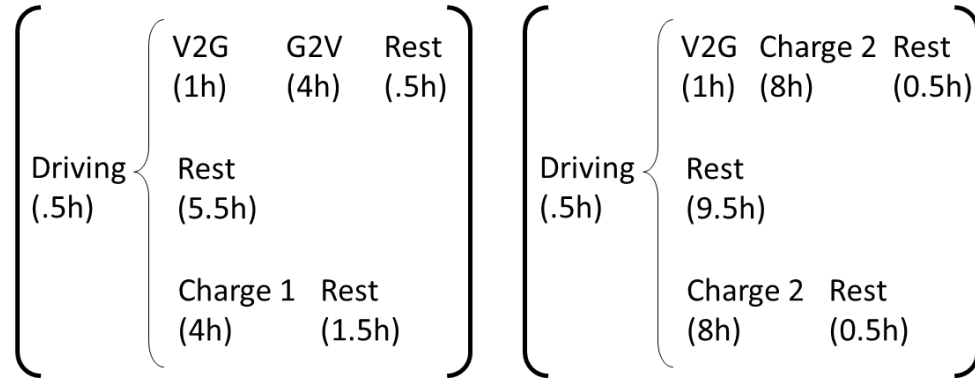 V2G G2V Rest
(1h) (4h) (.5h)
Driving Rest
(.5h) (5.5h)
Charge 1 Rest
(4h) (1.5h)
V2G Charge 2 Rest
(1h) (8h) (0.5h)
Driving Rest
(.5h) (9.5h)
Charge 2 Rest
(8h) (0.5h)